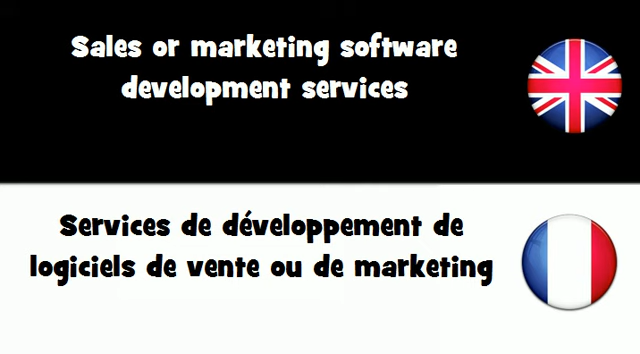 Sales or marketing software
development services
Services de développement de
logiciels de vente ou de marketing